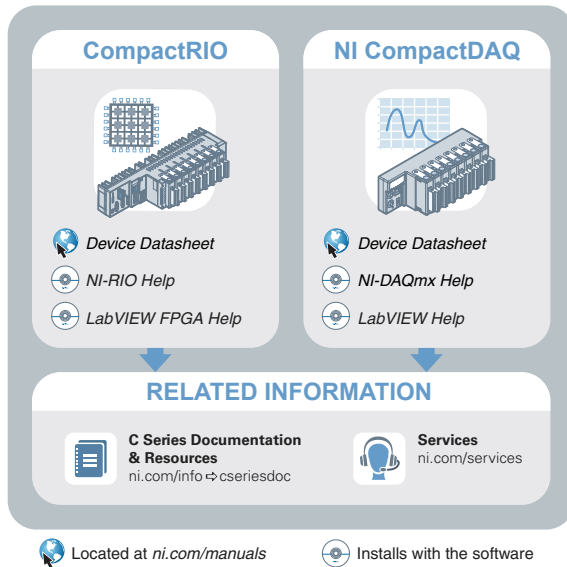 CompactRIO
Device Datasheet
NI-RIO Help
LabVIEW FPGA Help
NI CompactDAQ
Device Datasheet
NI-DAQmx Help
LabVIEW Help
RELATED INFORMATION
C Series Documentation
& Resources
ni.com/info ➪ cseriesdoc
Services
ni.com/services
Located at ni.com/manuals
Installs with the software